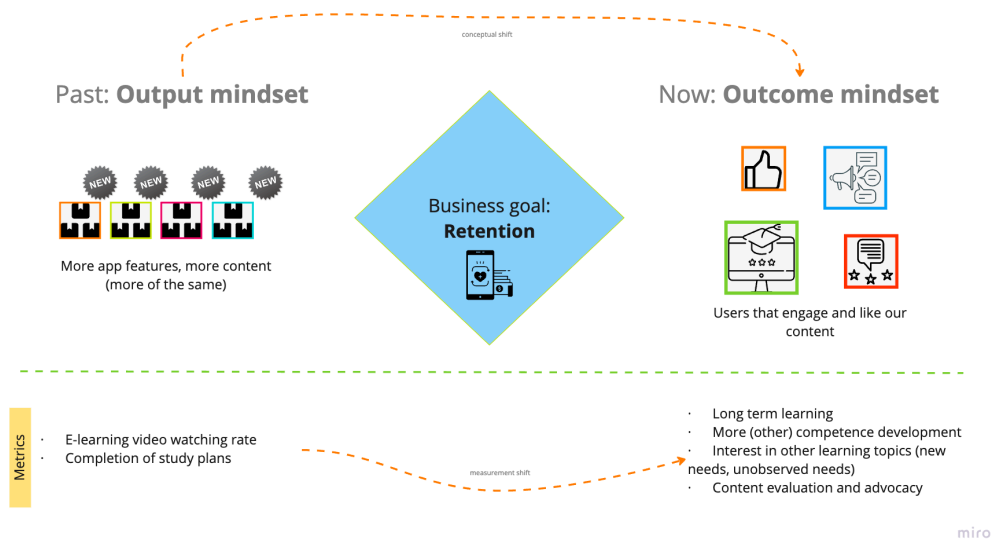 conceptual shift
Past: Output mindset
Now: Outcome mindset
NEW
NEW
NEW
NEW
More app features, more content
(more of the same)
Business goal:
Retention
Users that engage and like our
content
Metrics
· E-learning video watching rate
· Completion of study plans
measurement shift
· Long term learning
· More (other) competence development
· Interest in other learning topics (new
needs, unobserved needs)
· Content evaluation and advocacy
miro